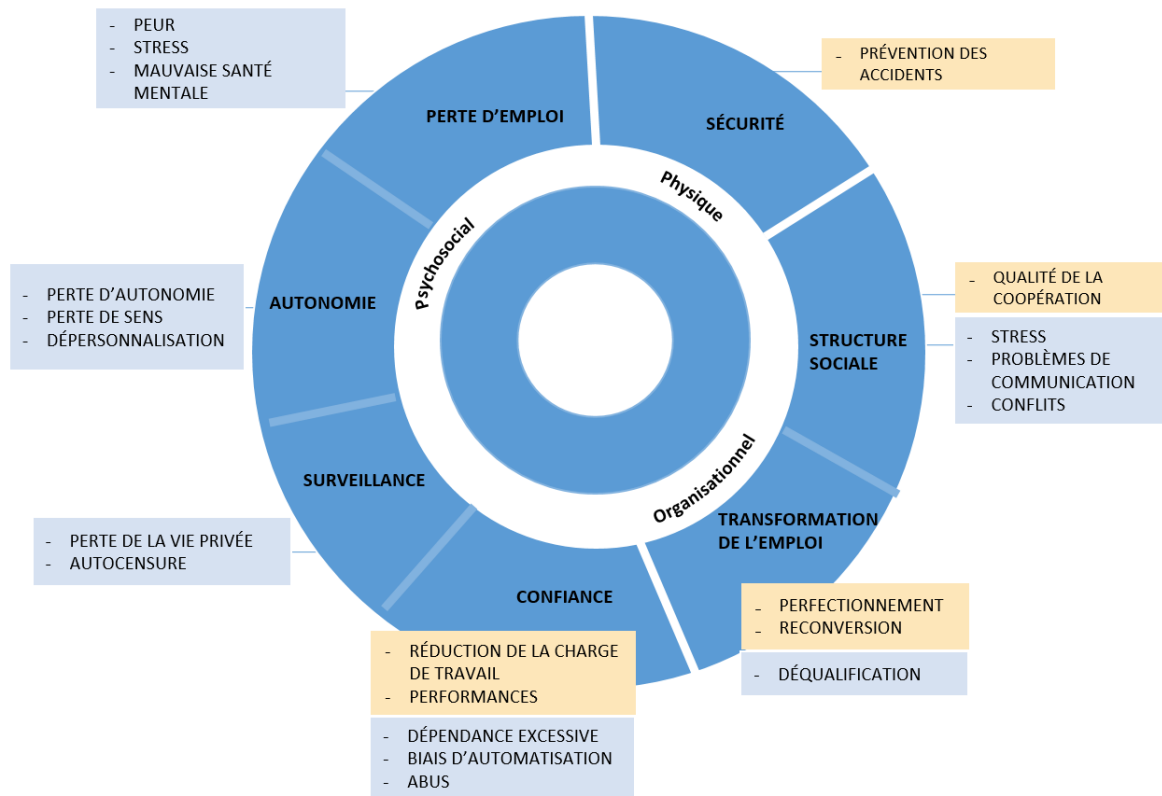 - PEUR
- STRESS
- MAUVAISE SANTÉ
MENTALE
- PRÉVENTION DES
ACCIDENTS
PERTE D'EMPLOI
SÉCURITÉ
Physique
Psychosocial
- PERTE D'AUTONOMIE
- PERTE DE SENS
- DÉPERSONNALISATION
AUTONOMIE
- QUALITÉ DE LA
COOPÉRATION
STRUCTURE
SOCIALE
- STRESS
- PROBLÈMES DE
COMMUNICATION
- CONFLITS
Organisationnel
SURVEILLANCE
- PERTE DE LA VIE PRIVÉE
- AUTOCENSURE
TRANSFORMATION
DE L'EMPLOI
CONFIANCE
- PERFECTIONNEMENT
- RECONVERSION
- DÉQUALIFICATION
- RÉDUCTION DE LA CHARGE
DE TRAVAIL
- PERFORMANCES
- DÉPENDANCE EXCESSIVE
- BIAIS D'AUTOMATISATION
- ABUS